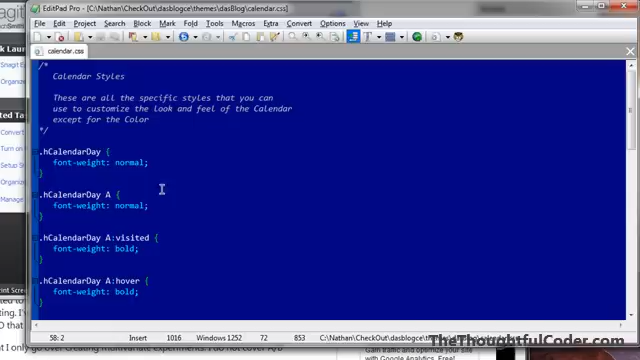 EditPad Pro - [C:\Nathan\CheckOut\dasblogce\themes\dasBlog\calendar.css]
File Edit Project Search Block Mark Fold Tools Macros Extra Convert Options View Help
calendar.css
/*
Calendar Styles
These are all the specific styles that you can
use to customize the look and feel of the Calendar
except for the Color
*/
.hCalendarDay {
font-weight: normal;
}
.hCalendarDay A {
font-weight: normal;
}
.hCalendarDay A:visited {
font-weight: bold;
}
.hCalendarDay A:hover {
font-weight: bold;
}
58: 2 Insert 1016 Windows 1252 72 853
TheThoughtfulCoder.com